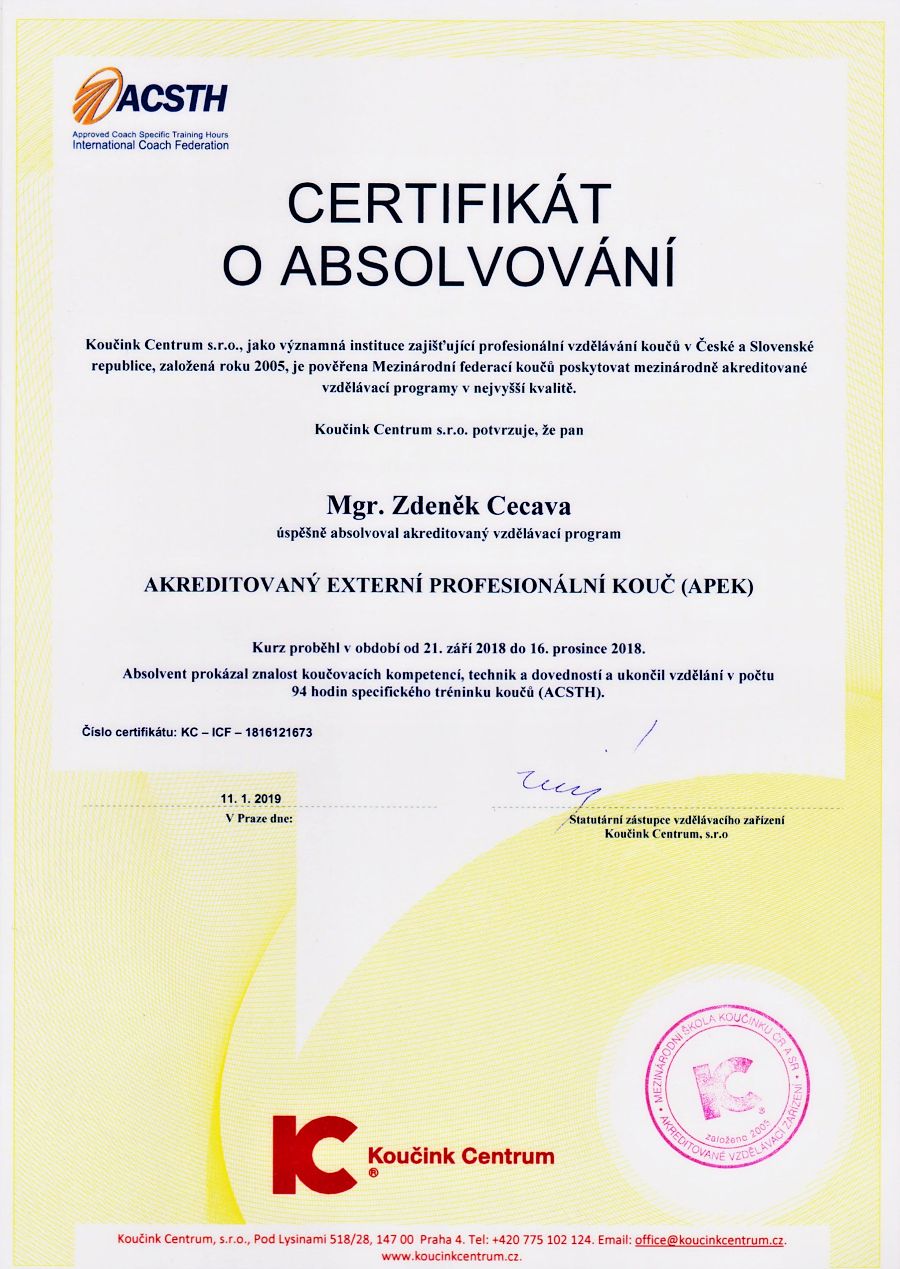 ACSTH
Approved Coach Specific Training Hours
International Coach Federation
CERTIFIKÁT
O ABSOLVOVÁNÍ
Koučink Centrum s.r.o., jako významná instituce zajišťující profesionální vzdělávání koučů v České a Slovenské
republice, založená roku 2005, je pověřena Mezinárodní federací koučů poskytovat mezinárodně akreditované
vzdělávací programy v nejvyšší kvalitě.
Koučink Centrum s.r.o. potvrzuje, že pan
Mgr. Zdeněk Cecava
úspěšně absolvoval akreditovaný vzdělávací program
AKREDITOVANÝ EXTERNÍ PROFESIONÁLNÍ KOUČ (APEK)
Kurz proběhl v období od 21. září 2018 do 16. prosince 2018.
Absolvent prokázal znalost koučovacích kompetencí, technik a dovedností a ukončil vzdělání v počtu
94 hodin specifického tréninku koučů (ACSTH).
Číslo certifikátu: KC – ICF – 1816121673
11. 1. 2019
V Praze dne:
Statutární zástupce vzdělávacího zařízení
Koučink Centrum, s.r.o
MEZINÁRODNÍ ŠKOLA KOUČINKU ČR A SR
KC ®
založeno 2005
AKREDITOVANÉ VZDĚLÁVACÍ ZAŘÍZENÍ
KC ® Koučink Centrum
Koučink Centrum, s.r.o., Pod Lysinami 518/28, 147 00 Praha 4. Tel: +420 775 102 124. Email: office@koucinkcentrum.cz.
www.koucinkcentrum.cz.